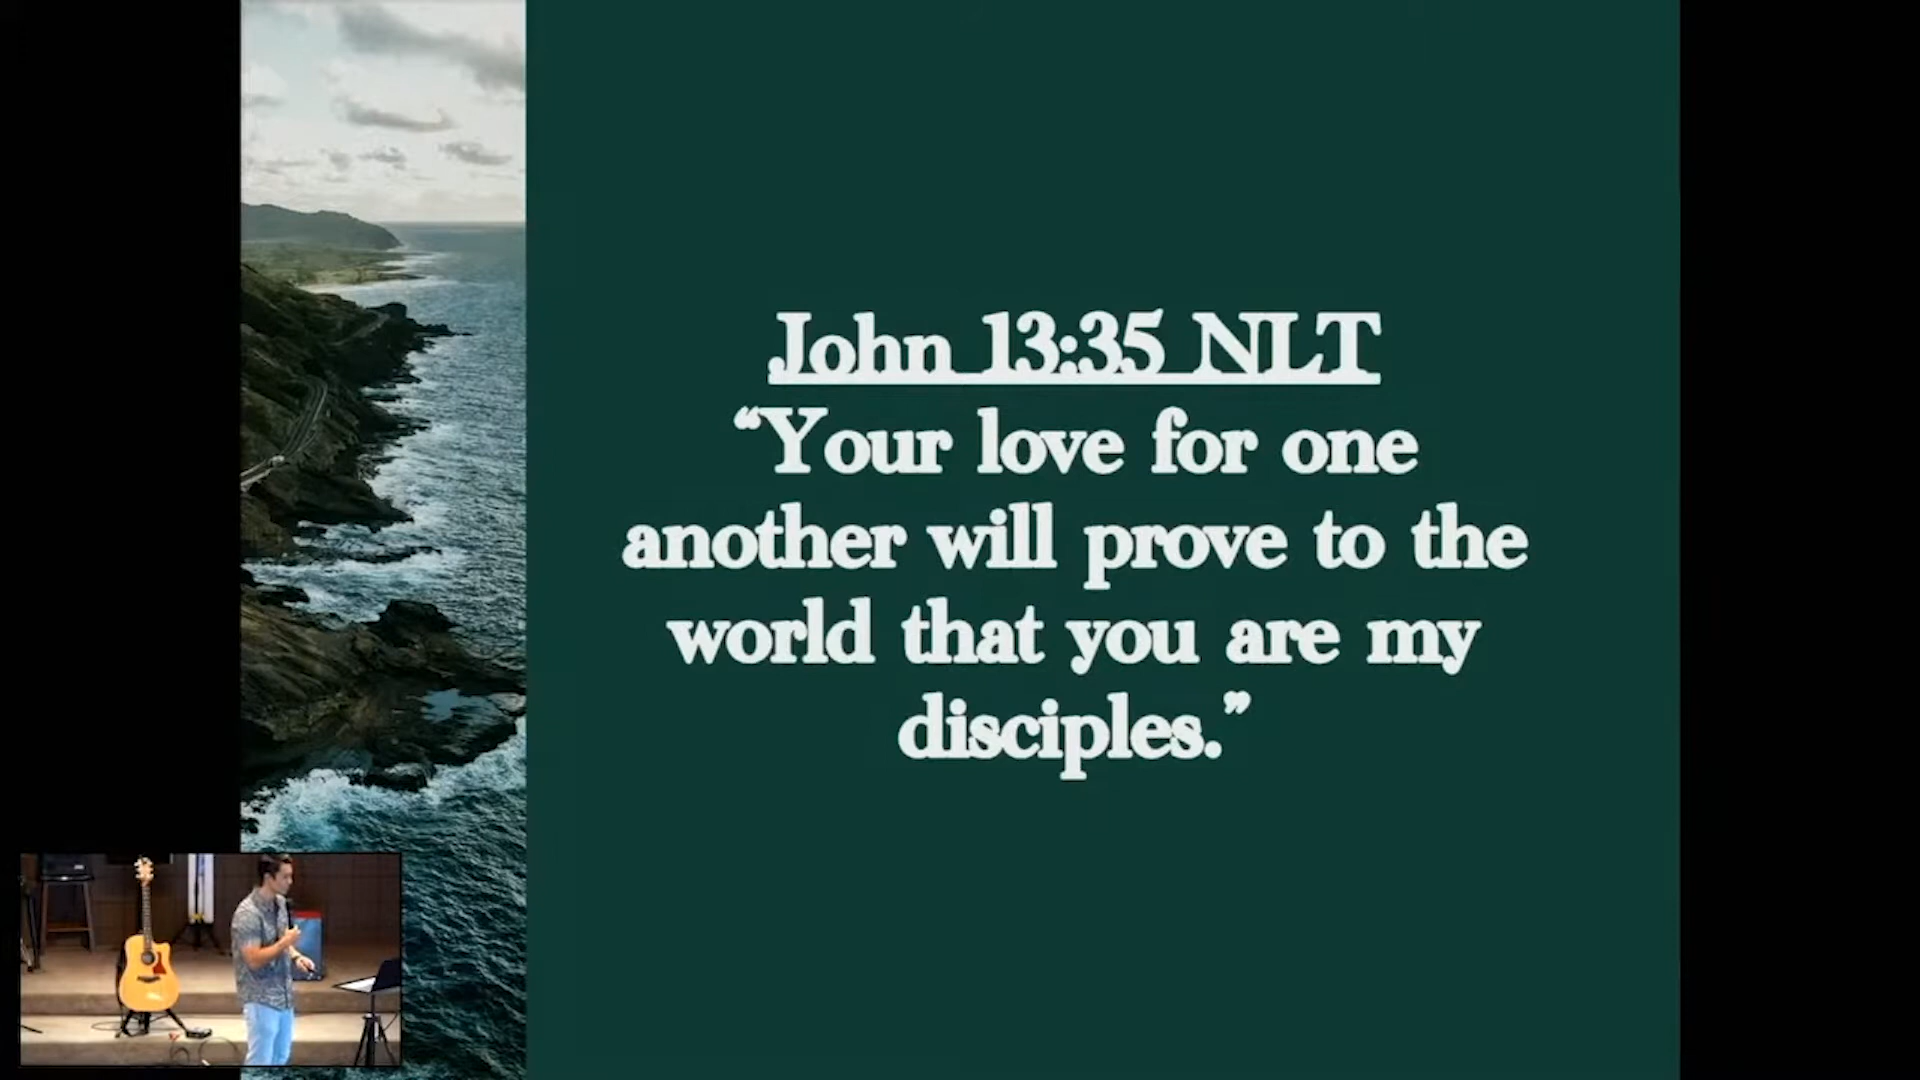 John 13:35 NLT
“Your love for one
another will prove to the
world that you are my
disciples.”